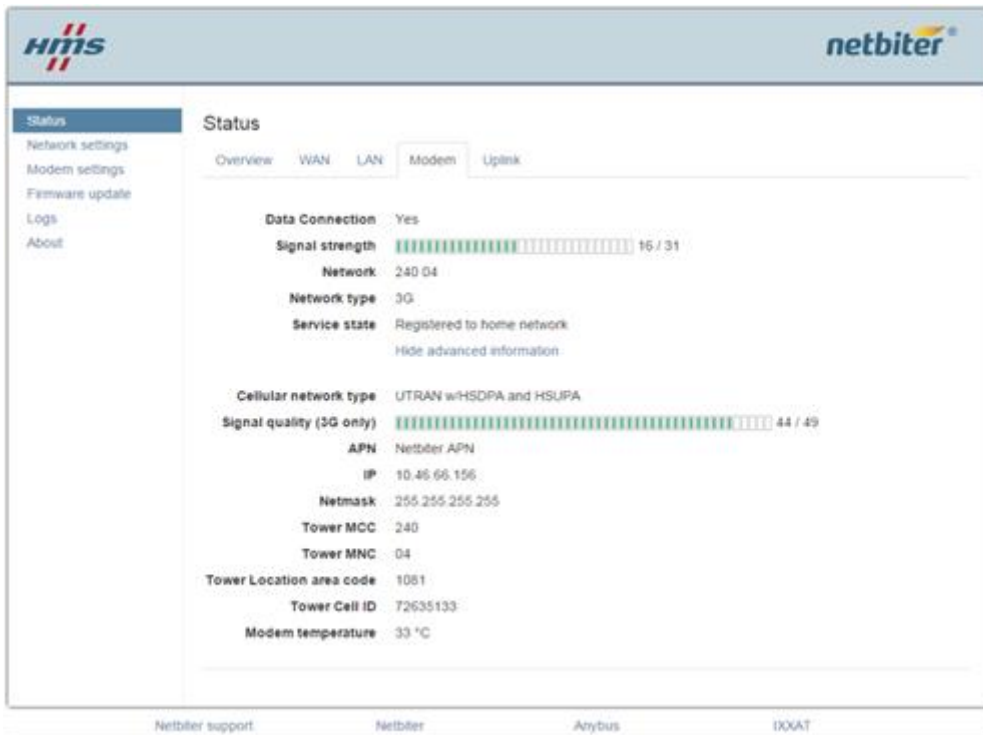 HMS
netbiter®
Status
Network settings
Modem settings
Firmware update
Logs
About
Status
Overview WAN LAN Modem Uplink
Data Connection Yes
Signal strength 16 / 31
Network 240 04
Network type 3G
Service state Registered to home network
Hide advanced information
Cellular network type UTRAN w/HSDPA and HSUPA
Signal quality (3G only) 44 / 49
APN Netbiter APN
IP 10.46.66.156
Netmask 255.255.255.255
Tower MCC 240
Tower MNC 04
Tower Location area code 1081
Tower Cell ID 72635133
Modem temperature 33 °C
Netbiter support Netbiter Anybus IXXAT